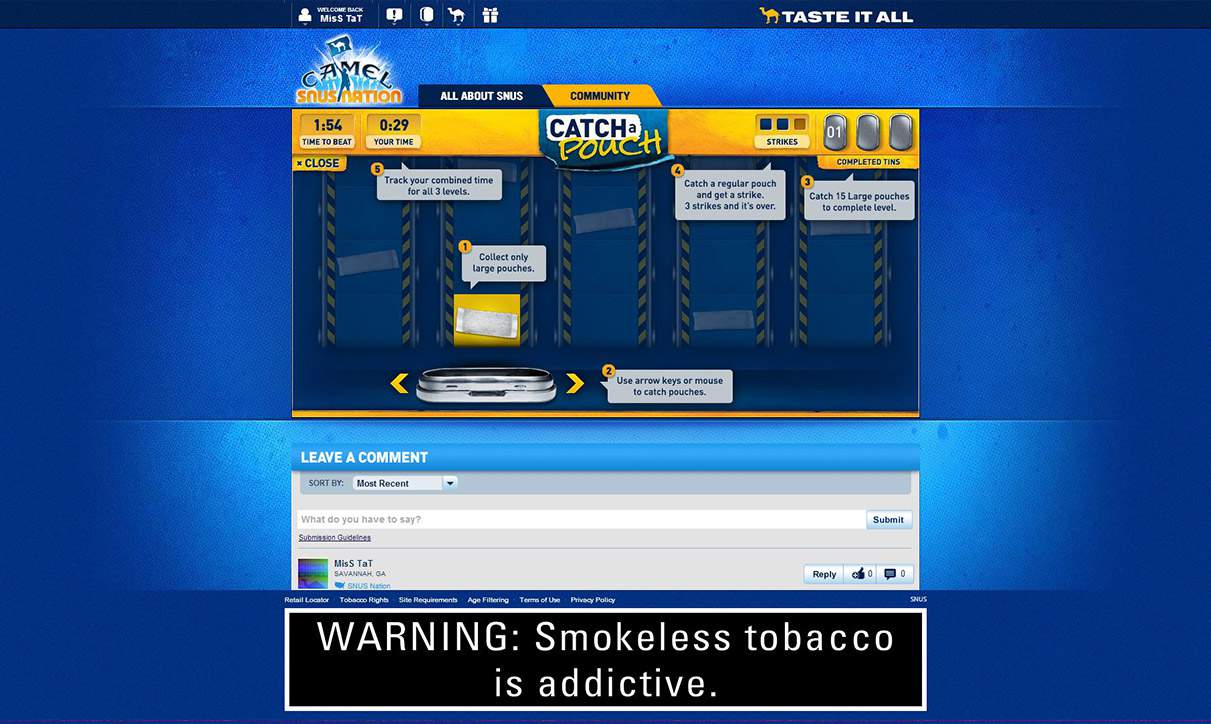 WELCOME BACK
MisS TaT
TASTE IT ALL
CAMEL
SNUS NATION
ALL ABOUT SNUS
COMMUNITY
1:54
TIME TO BEAT
0:29
YOUR TIME
CATCH a
POUCH
STRIKES
01
COMPLETED TINS
× CLOSE
5
Track your combined time
for all 3 levels.
4
Catch a regular pouch
and get a strike.
3 strikes and it's over.
3
Catch 15 Large pouches
to complete level.
1
Collect only
large pouches.
2
Use arrow keys or mouse
to catch pouches.
LEAVE A COMMENT
SORT BY: Most Recent
What do you have to say?
Submit
Submission Guidelines
MisS TaT
SAVANNAH, GA
SNUS Nation
Reply
0
0
Retail Locator Tobacco Rights Site Requirements Age Filtering Terms of Use Privacy Policy
SNUS
WARNING: Smokeless tobacco
is addictive.